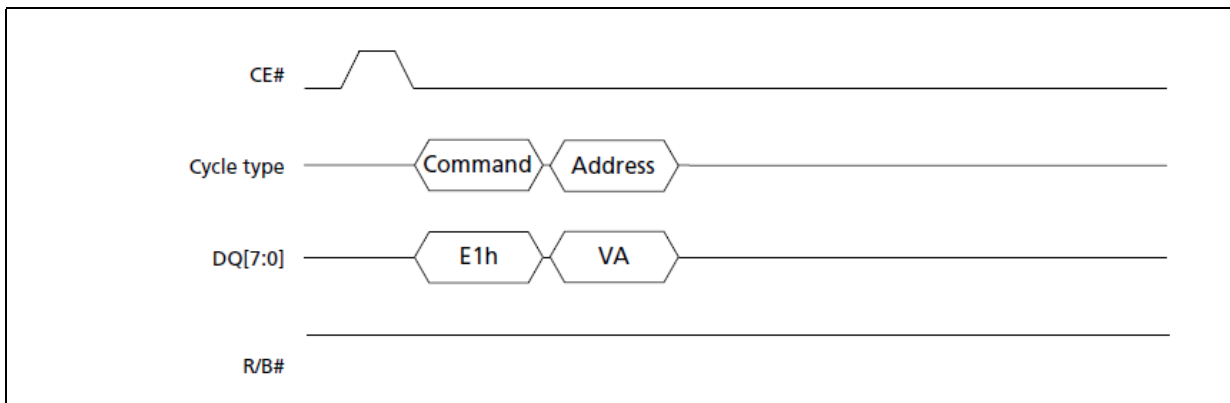 CE#
Cycle type
Command
Address
DQ[7:0]
E1h
VA
R/B#